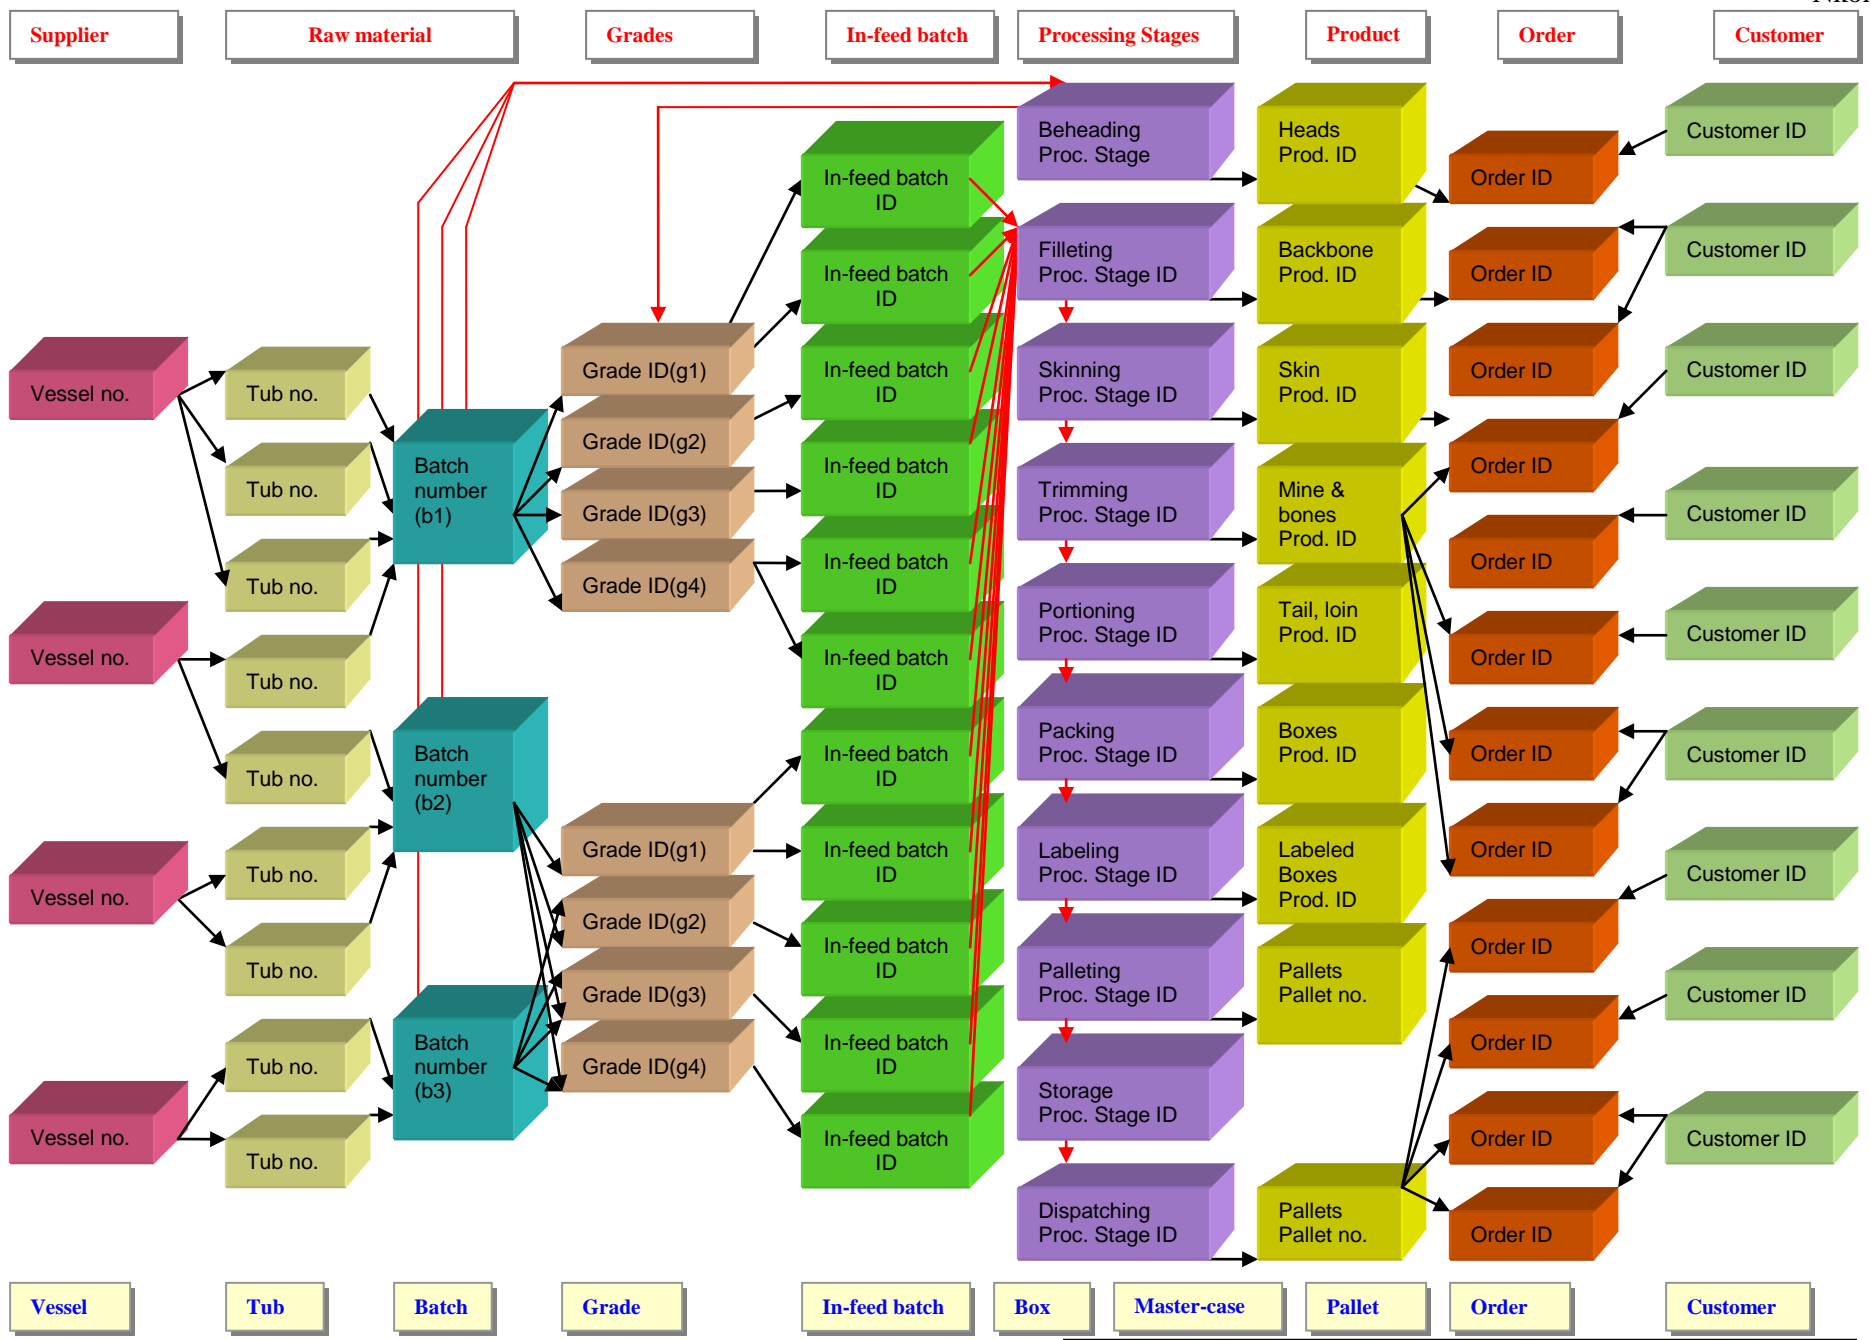 Supplier
Raw material
Grades
In-feed batch
Processing Stages
Product
Order
Customer
Vessel no.
Vessel no.
Vessel no.
Vessel no.
Tub no.
Tub no.
Tub no.
Tub no.
Tub no.
Tub no.
Tub no.
Tub no.
Tub no.
Batch
number
(b1)
Batch
number
(b2)
Batch
number
(b3)
Grade ID(g1)
Grade ID(g2)
Grade ID(g3)
Grade ID(g4)
Grade ID(g1)
Grade ID(g2)
Grade ID(g3)
Grade ID(g4)
In-feed batch
ID
In-feed batch
ID
In-feed batch
ID
In-feed batch
ID
In-feed batch
ID
In-feed batch
ID
In-feed batch
ID
In-feed batch
ID
In-feed batch
ID
In-feed batch
ID
In-feed batch
ID
Beheading
Proc. Stage
Filleting
Proc. Stage ID
Skinning
Proc. Stage ID
Trimming
Proc. Stage ID
Portioning
Proc. Stage ID
Packing
Proc. Stage ID
Labeling
Proc. Stage ID
Palleting
Proc. Stage ID
Storage
Proc. Stage ID
Dispatching
Proc. Stage ID
Heads
Prod. ID
Backbone
Prod. ID
Skin
Prod. ID
Mine &
bones
Prod. ID
Tail, loin
Prod. ID
Boxes
Prod. ID
Labeled
Boxes
Prod. ID
Pallets
Pallet no.
Pallets
Pallet no.
Order ID
Order ID
Order ID
Order ID
Order ID
Order ID
Order ID
Order ID
Order ID
Order ID
Order ID
Order ID
Customer ID
Customer ID
Customer ID
Customer ID
Customer ID
Customer ID
Customer ID
Customer ID
Customer ID
Vessel
Tub
Batch
Grade
In-feed batch
Box
Master-case
Pallet
Order
Customer